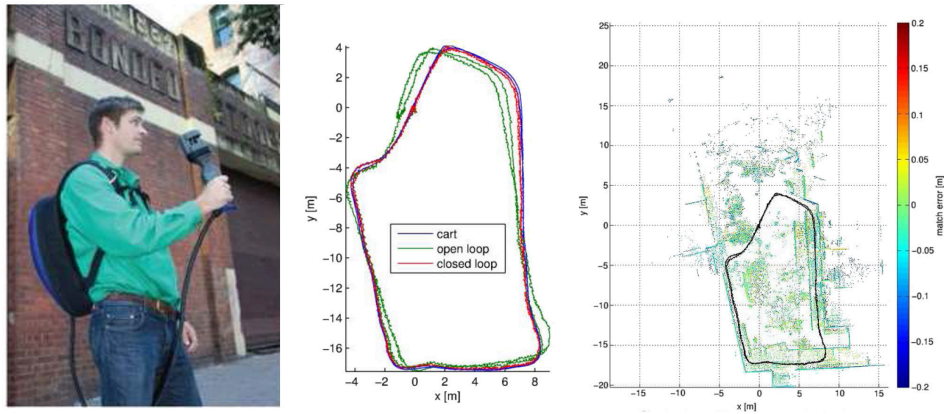 BONDED
4
2
0
−2
−4
−6
−8
−10
−12
−14
−16
y [m]
−4 −2 0 2 4 6 8
x [m]
cart
open loop
closed loop
25
20
15
10
5
0
−5
−10
−15
−20
y [m]
−15 −10 −5 0 5 10 15
x [m]
0.2
0.15
0.1
0.05
0
−0.05
−0.1
−0.15
−0.2
match error [m]